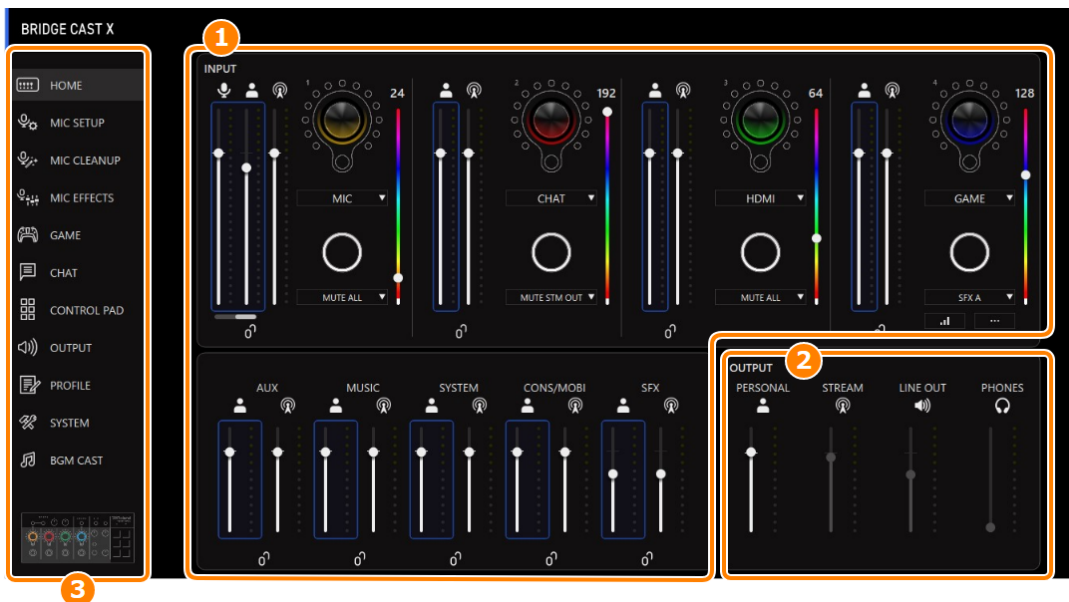 BRIDGE CAST X
1
INPUT
HOME
MIC SETUP
MIC CLEANUP
MIC EFFECTS
GAME
CHAT
CONTROL PAD
OUTPUT
PROFILE
SYSTEM
BGM CAST
3
1
24
MIC
MUTE ALL
2
192
CHAT
MUTE STM OUT
3
64
HDMI
MUTE ALL
4
128
GAME
SFX A
...
AUX
MUSIC
SYSTEM
CONS/MOBI
SFX
2
OUTPUT
PERSONAL
STREAM
LINE OUT
PHONES